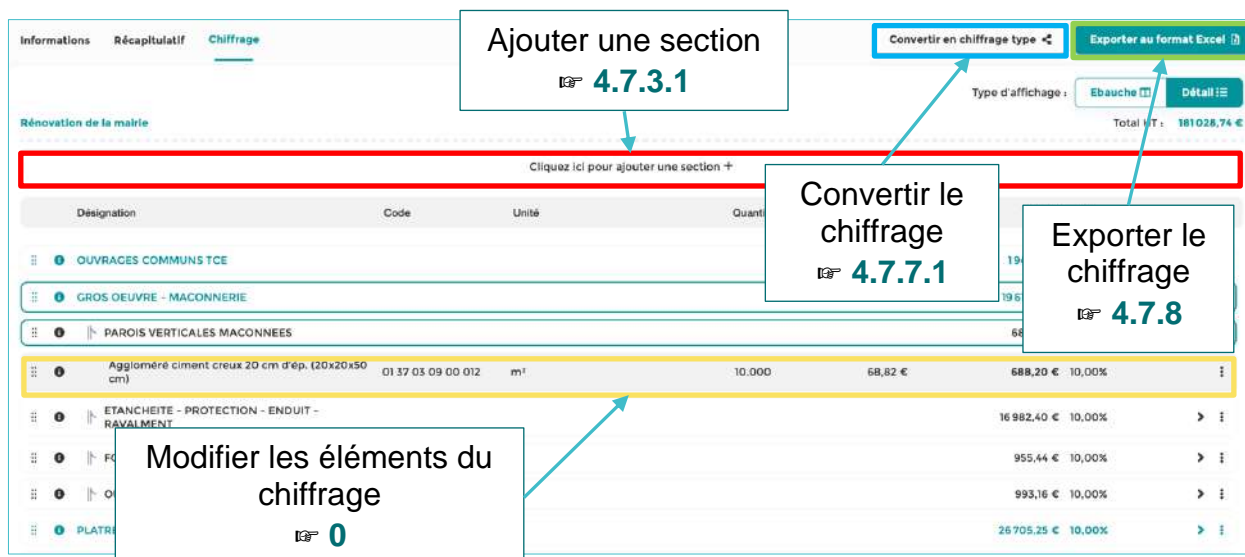 Informations Récapitulatif Chiffrage
Ajouter une section
☞ 4.7.3.1
Convertir en chiffrage type
Exporter au format Excel
Type d'affichage :
Ebauche
Détail
Rénovation de la mairie
Total HT : 181 028,74 €
Cliquez ici pour ajouter une section +
Convertir le
chiffrage
☞ 4.7.7.1
Exporter le
chiffrage
☞ 4.7.8
Désignation Code Unité
OUVRAGES COMMUNS TCE
GROS OEUVRE - MACONNERIE
PAROIS VERTICALES MACONNEES
Aggloméré ciment creux 20 cm d'ép. (20x20x50
cm) 01 37 03 09 00 012 m² 10.000 68,82 € 688,20 € 10,00%
ETANCHEITE - PROTECTION - ENDUIT -
RAVALMENT 16 982,40 € 10,00%
955,44 € 10,00%
993,16 € 10,00%
26 705,25 € 10,00%
Modifier les éléments du
chiffrage
☞ 0